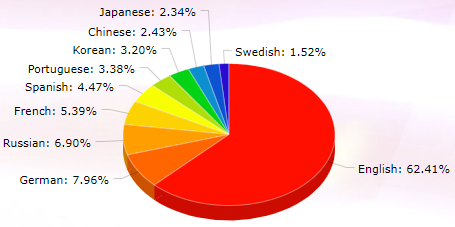 Japanese: 2.34%
Chinese: 2.43%
Korean: 3.20%
Swedish: 1.52%
Portuguese: 3.38%
Spanish: 4.47%
French: 5.39%
Russian: 6.90%
English: 62.41%
German: 7.96%